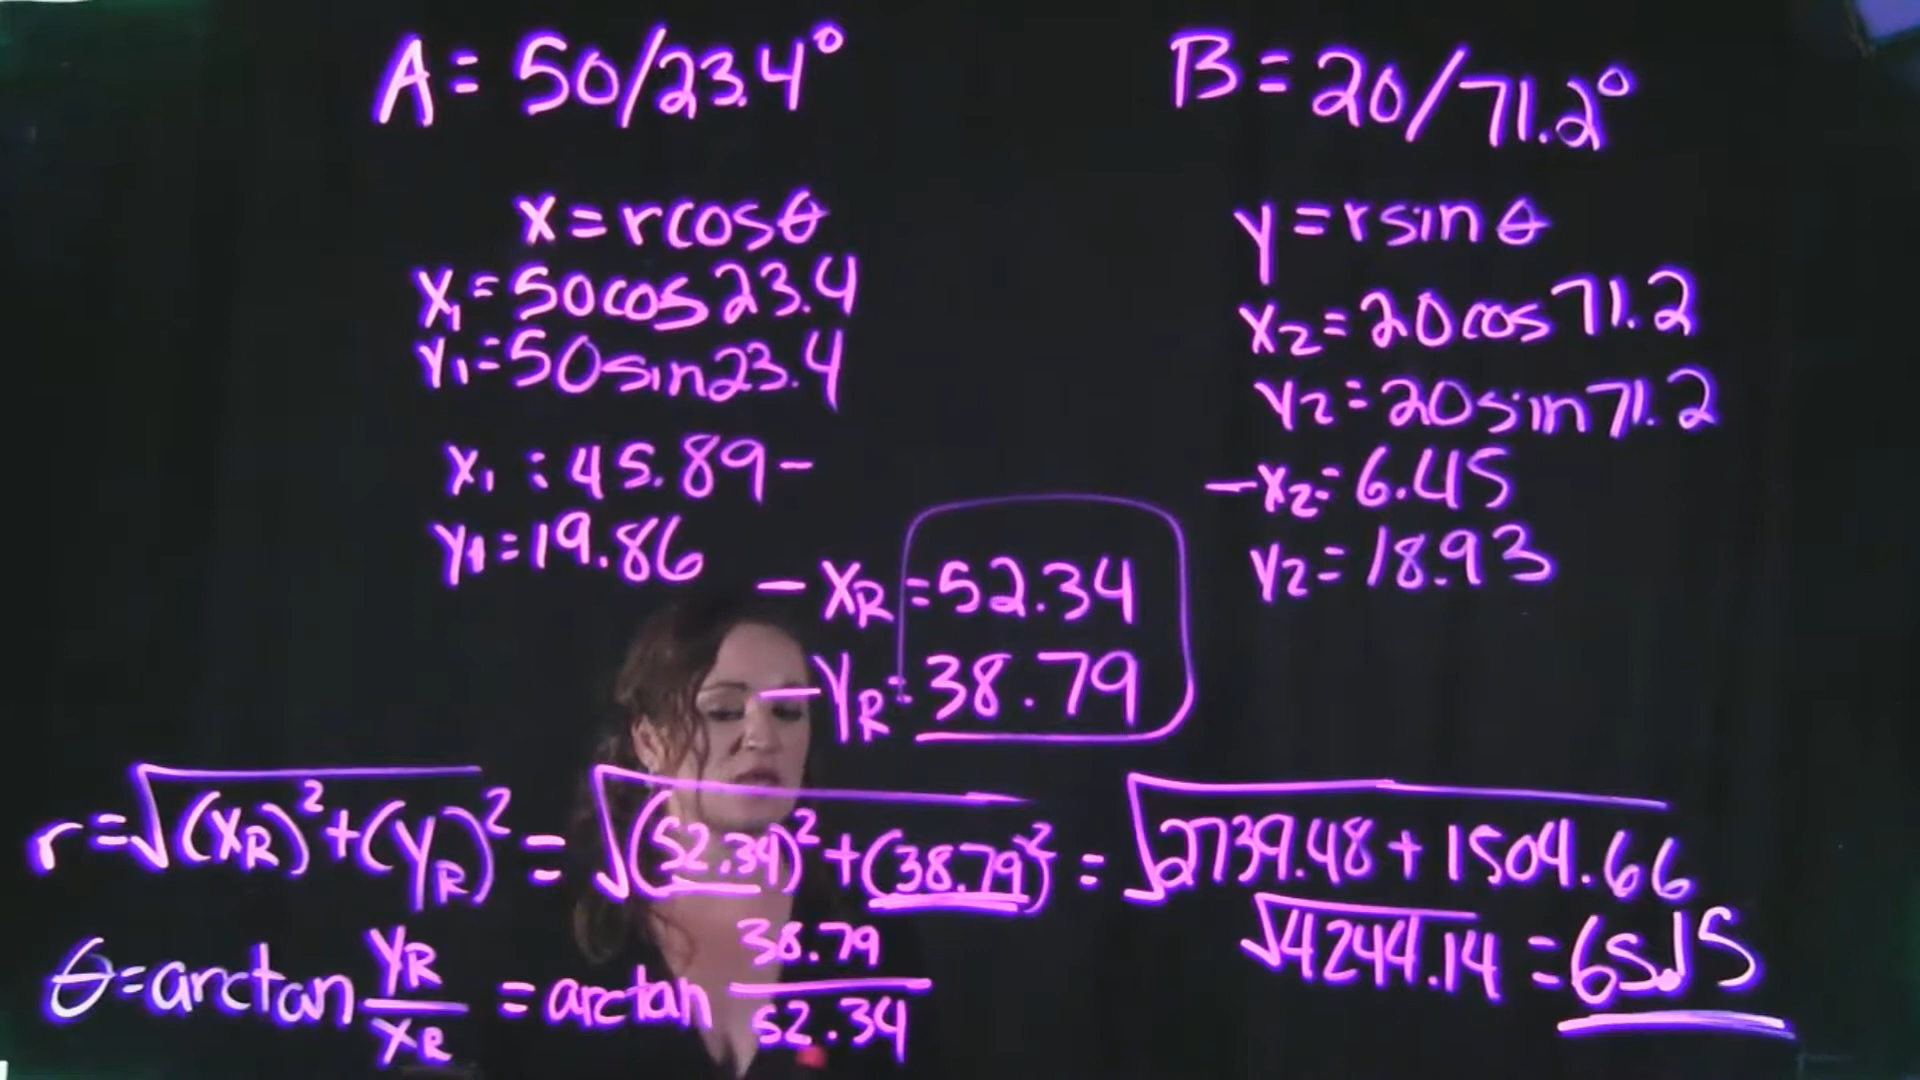 A = 50/23.4°
B = 20/71.2°
x = rcosθ
y = rsinθ
x₁ = 50cos23.4
y₁ = 50sin23.4
x₂ = 20cos71.2
y₂ = 20sin71.2
x₁ = 45.89 –
y₁ = 19.86
– x₂ = 6.45
y₂ = 18.93
– x_R = 52.34
– y_R = 38.79
r = √(x_R)² + (y_R)² = √(52.34)² + (38.79)² = √2739.48 + 1504.66
√4244.14 = 65.15
θ = arctan y_R/x_R = arctan 38.79/52.34